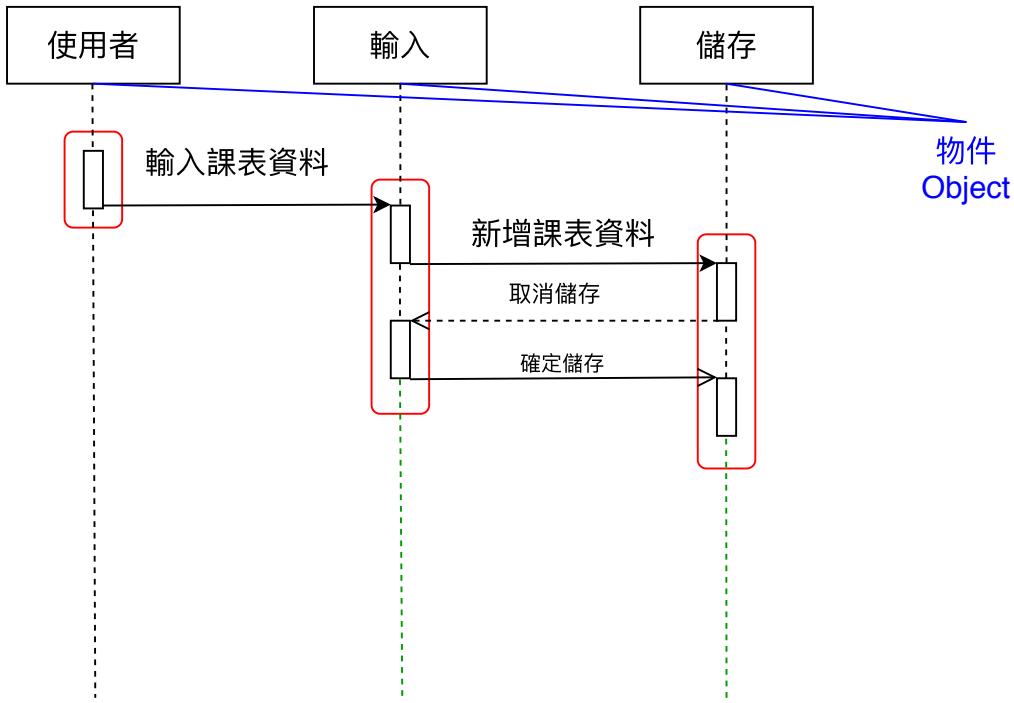 使用者
輸入
儲存
物件
Object
輸入課表資料
新增課表資料
取消儲存
確定儲存